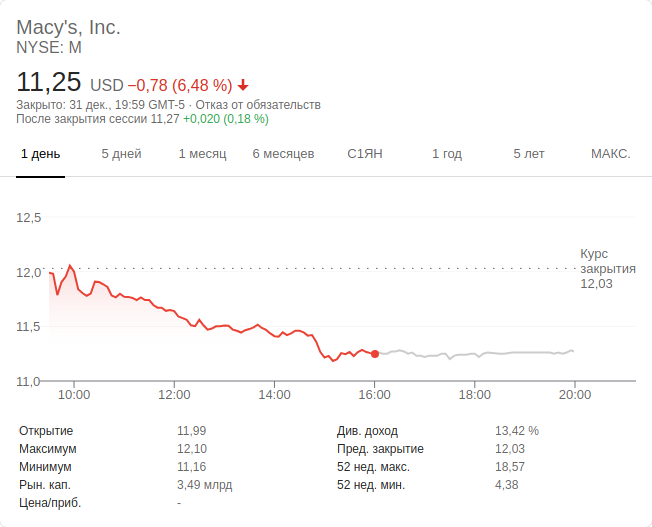 Macy's, Inc.
NYSE: M
11,25 USD −0,78 (6,48 %)
Закрыто: 31 дек., 19:59 GMT-5 · Отказ от обязательств
После закрытия сессии 11,27 +0,020 (0,18 %)
1 день 5 дней 1 месяц 6 месяцев С1ЯН 1 год 5 лет МАКС.
12,5
12,0
11,5
11,0
Курс
закрытия
12,03
10:00 12:00 14:00 16:00 18:00 20:00
Открытие 11,99 Див. доход 13,42 %
Максимум 12,10 Пред. закрытие 12,03
Минимум 11,16 52 нед. макс. 18,57
Рын. кап. 3,49 млрд 52 нед. мин. 4,38
Цена/приб. -